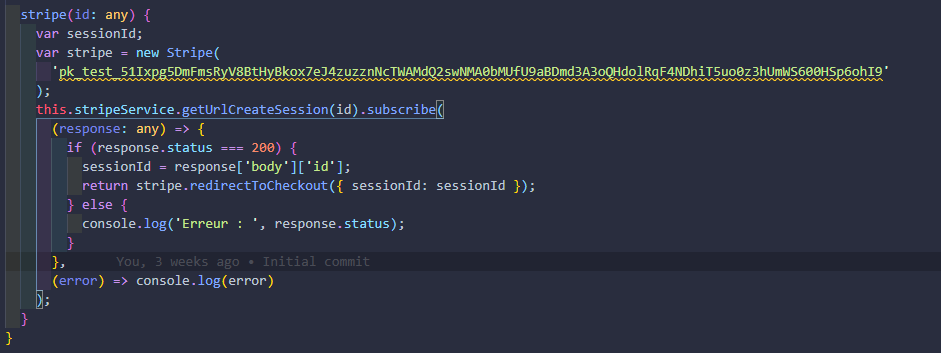 stripe(id: any) {
var sessionId;
var stripe = new Stripe(
'pk_test_51Ixpg5DmFmsRyV8BtHyBkox7eJ4zuzznNcTWAMdQ2swNMA0bMUfU9aBDmd3A3oQHdolRqF4NDhiT5uo0z3hUmWS600HSp6ohI9'
);
this.stripeService.getUrlCreateSession(id).subscribe(
(response: any) => {
if (response.status === 200) {
sessionId = response['body']['id'];
return stripe.redirectToCheckout({ sessionId: sessionId });
} else {
console.log('Erreur : ', response.status);
}
}, You, 3 weeks ago • Initial commit
(error) => console.log(error)
);
}
}